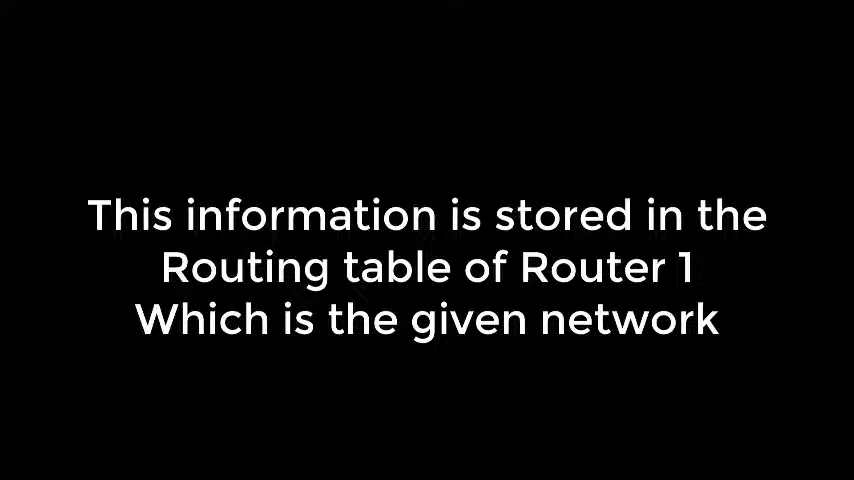 This information is stored in the
Routing table of Router 1
Which is the given network